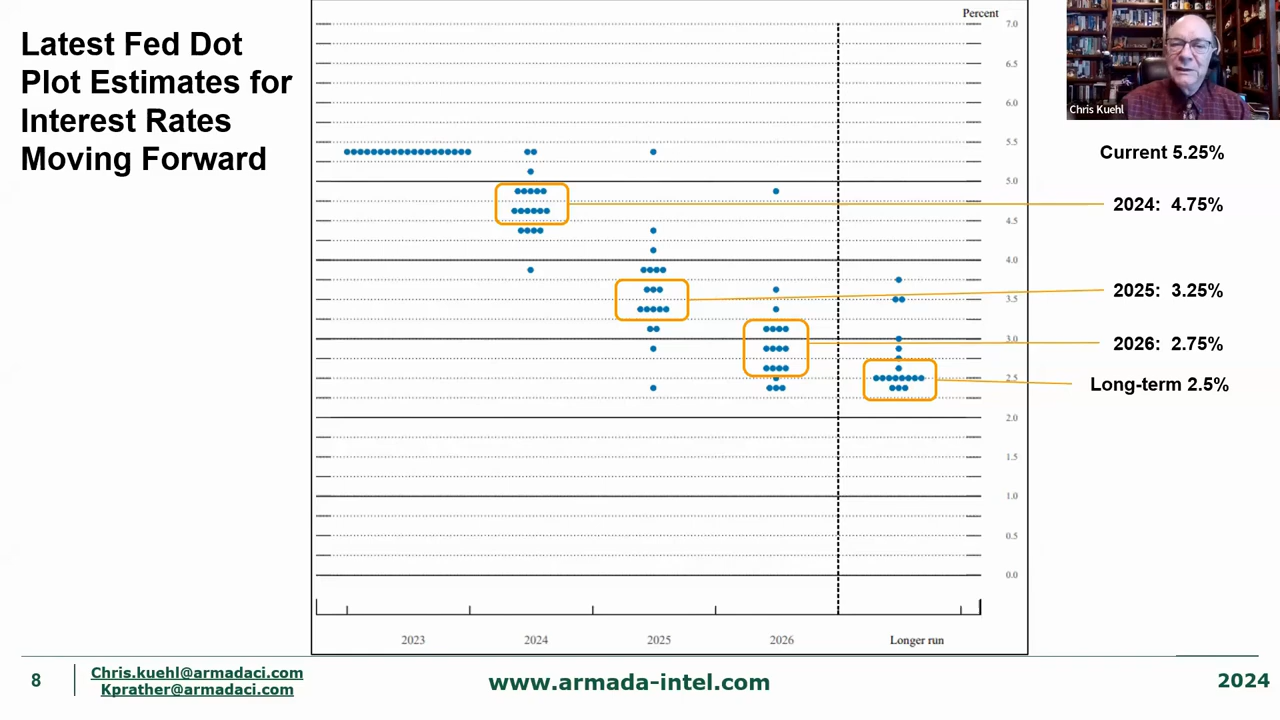 Latest Fed Dot
Plot Estimates for
Interest Rates
Moving Forward
Percent
7.0
6.5
6.0
5.5
5.0
4.5
4.0
3.5
3.0
2.5
2.0
1.5
1.0
0.5
0.0
2023
2024
2025
2026
Longer run
Chris Kuehl
Current 5.25%
2024: 4.75%
2025: 3.25%
2026: 2.75%
Long-term 2.5%
8
Chris.kuehl@armadaci.com
Kprather@armadaci.com
www.armada-intel.com
2024